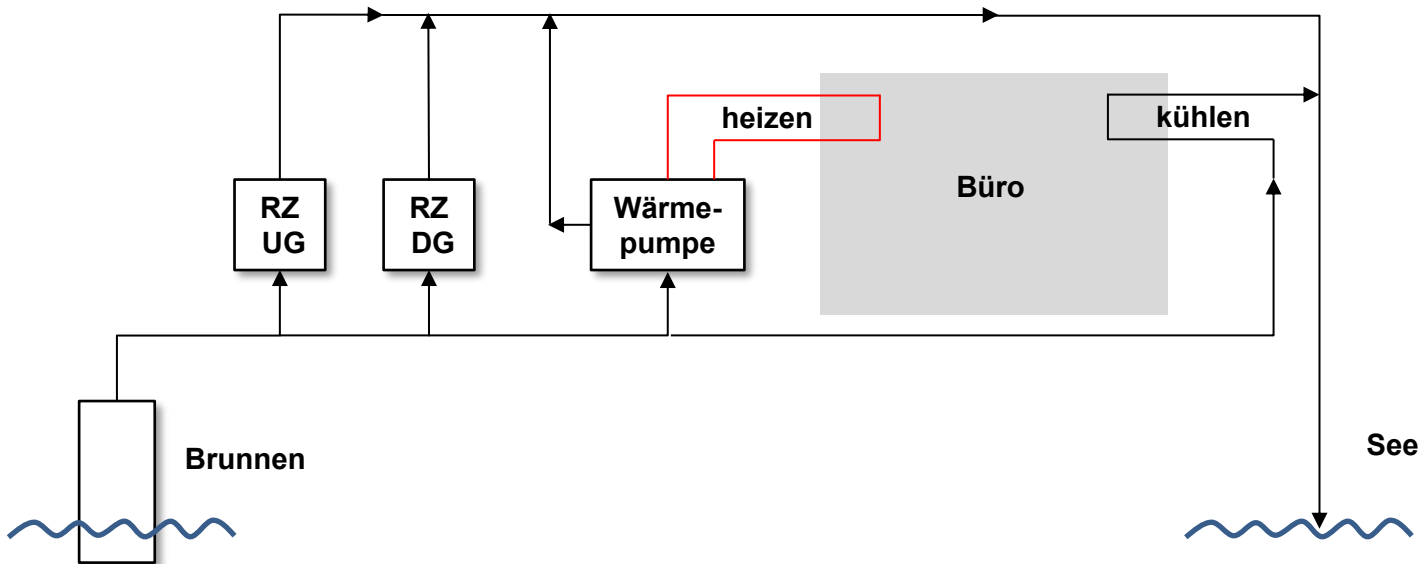 heizen
kühlen
RZ
UG
RZ
DG
Wärme-
pumpe
Büro
Brunnen
See